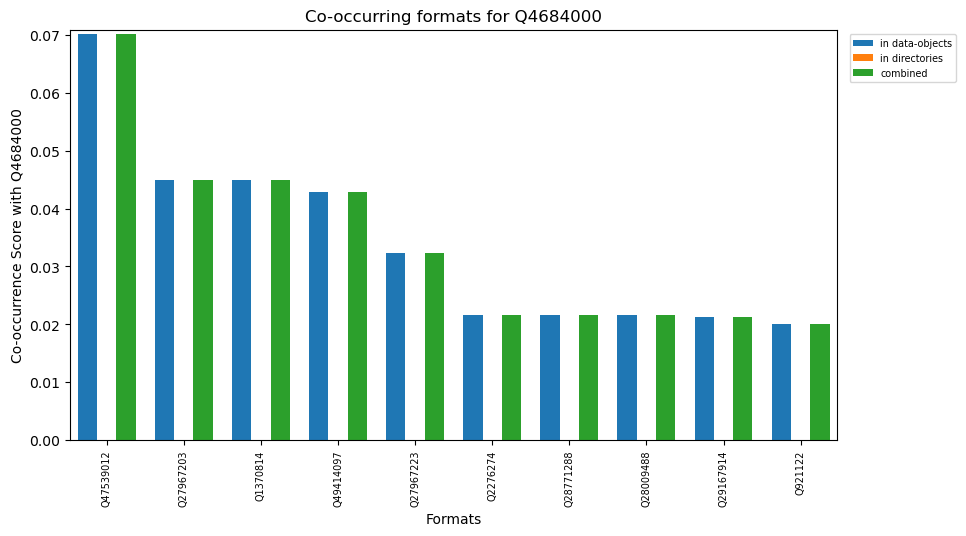 Co-occurring formats for Q4684000
Co-occurrence Score with Q4684000
0.07
0.06
0.05
0.04
0.03
0.02
0.01
0.00
Q47539012
Q27967203
Q1370814
Q49414097
Q27967223
Q2276274
Q28771288
Q28009488
Q29167914
Q921122
Formats
in data-objects
in directories
combined